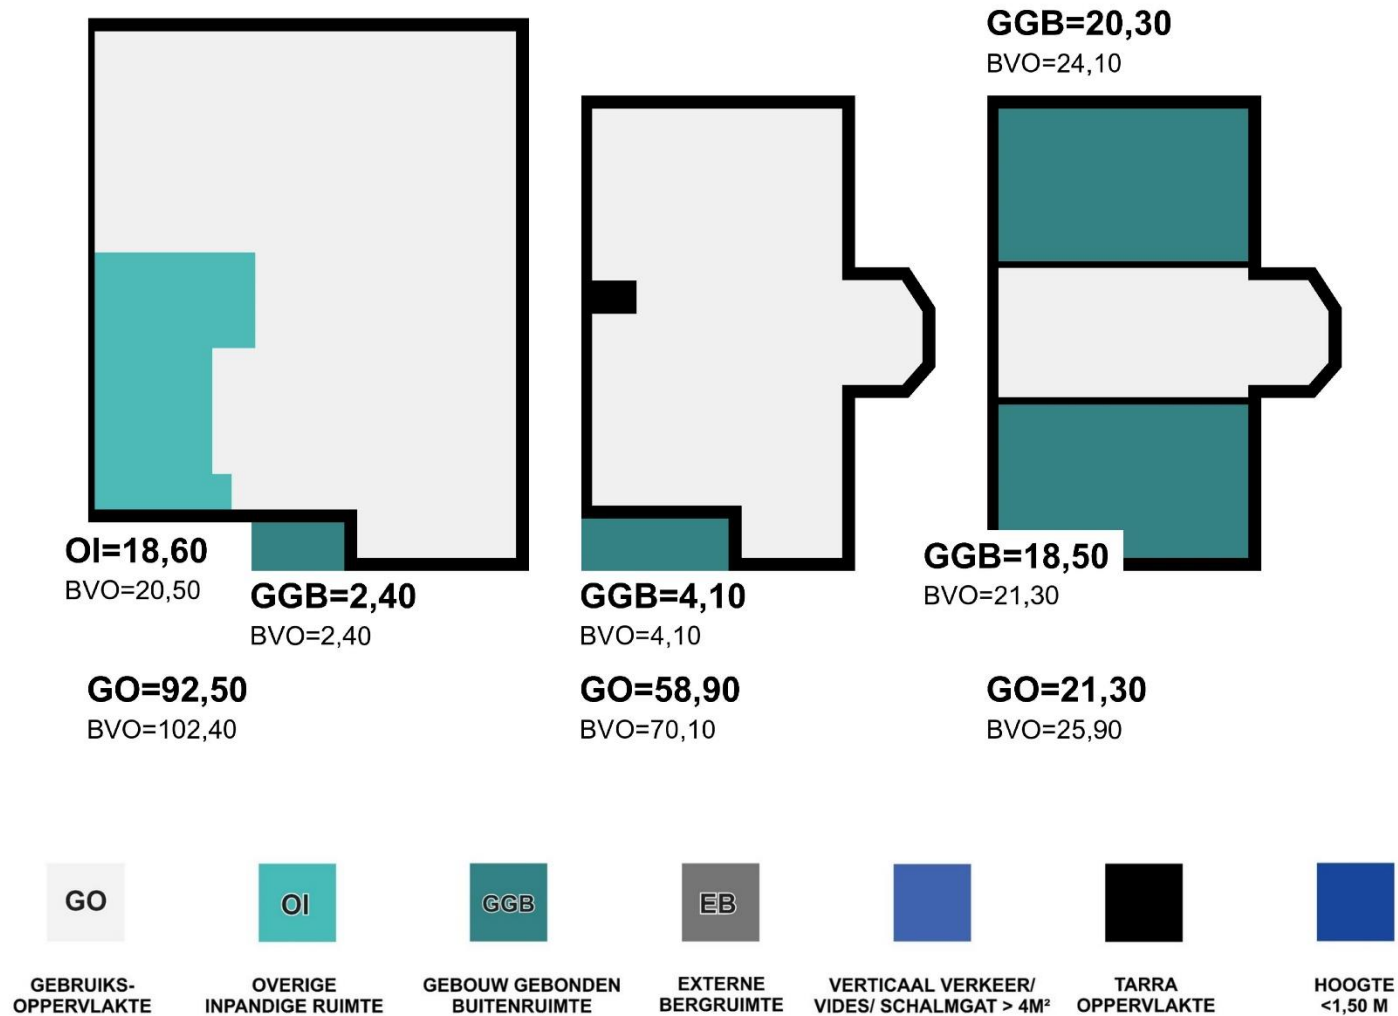 GGB=20,30
BVO=24,10
OI=18,60
BVO=20,50
GGB=2,40
BVO=2,40
GGB=4,10
BVO=4,10
GGB=18,50
BVO=21,30
GO=92,50
BVO=102,40
GO=58,90
BVO=70,10
GO=21,30
BVO=25,90
GO
GEBRUIKS-
OPPERVLAKTE
OI
OVERIGE
INPANDIGE RUIMTE
GGB
GEBOUW GEBONDEN
BUITENRUIMTE
EB
EXTERNE
BERGRUIMTE
VERTICAAL VERKEER/
VIDES/ SCHALMGAT > 4M²
TARRA
OPPERVLAKTE
HOOGTE
<1,50 M